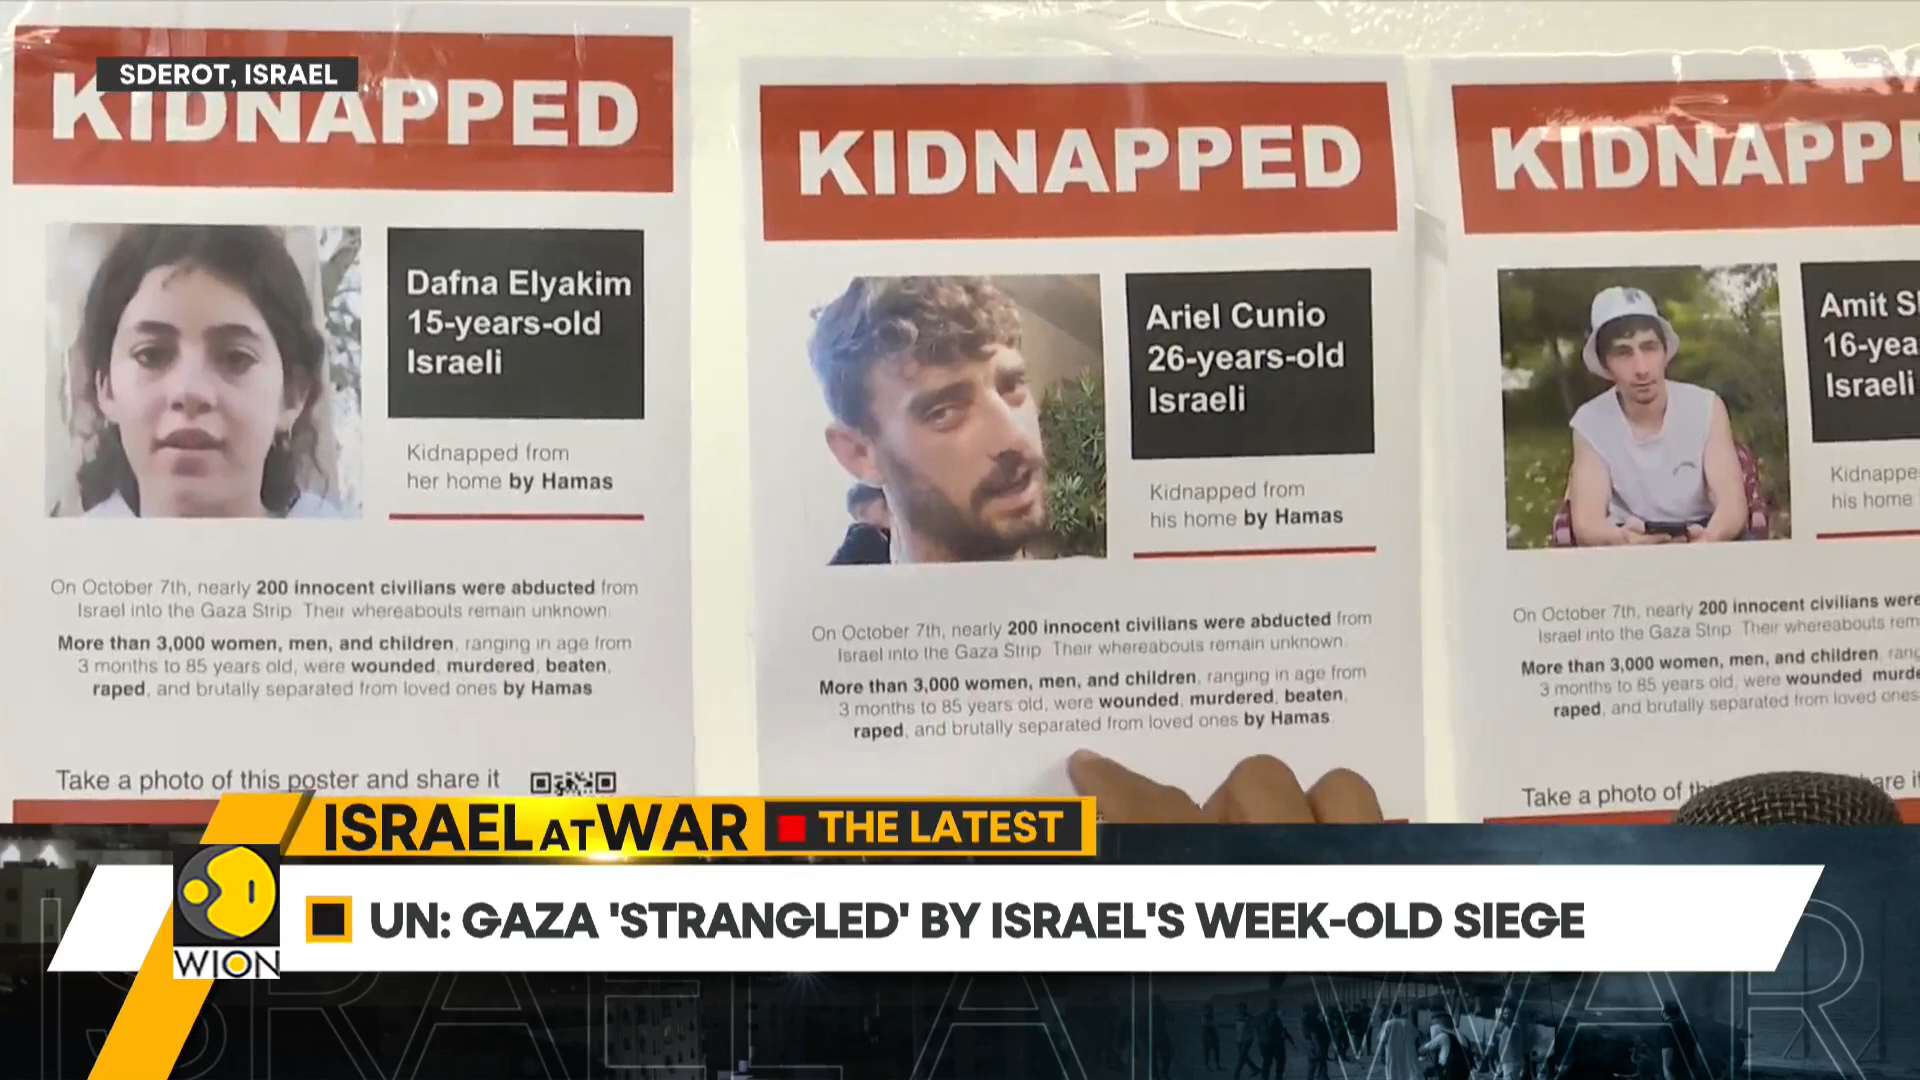 SDEROT, ISRAEL
KIDNAPPED
Dafna Elyakim
15-years-old
Israeli
Kidnapped from
her home by Hamas
On October 7th, nearly 200 innocent civilians were abducted from
Israel into the Gaza Strip. Their whereabouts remain unknown.
More than 3,000 women, men, and children, ranging in age from
3 months to 85 years old, were wounded, murdered, beaten,
raped, and brutally separated from loved ones by Hamas
Take a photo of this poster and share it
KIDNAPPED
Ariel Cunio
26-years-old
Israeli
Kidnapped from
his home by Hamas
On October 7th, nearly 200 innocent civilians were abducted from
Israel into the Gaza Strip. Their whereabouts remain unknown.
More than 3,000 women, men, and children, ranging in age from
3 months to 85 years old, were wounded, murdered, beaten,
raped, and brutally separated from loved ones by Hamas
KIDNAPPE
Amit
16-yea
Israeli
Kidnappe
his home
On October 7th, nearly 200 innocent civilians were
Israel into the Gaza Strip. Their whereabouts rem
More than 3,000 women, men, and children, rang
3 months to 85 years old, were wounded, murde
raped, and brutally separated from loved ones
Take a photo of
are it
ISRAEL AT WAR THE LATEST
UN: GAZA 'STRANGLED' BY ISRAEL'S WEEK-OLD SIEGE
WION
ISRAEL AT WAR